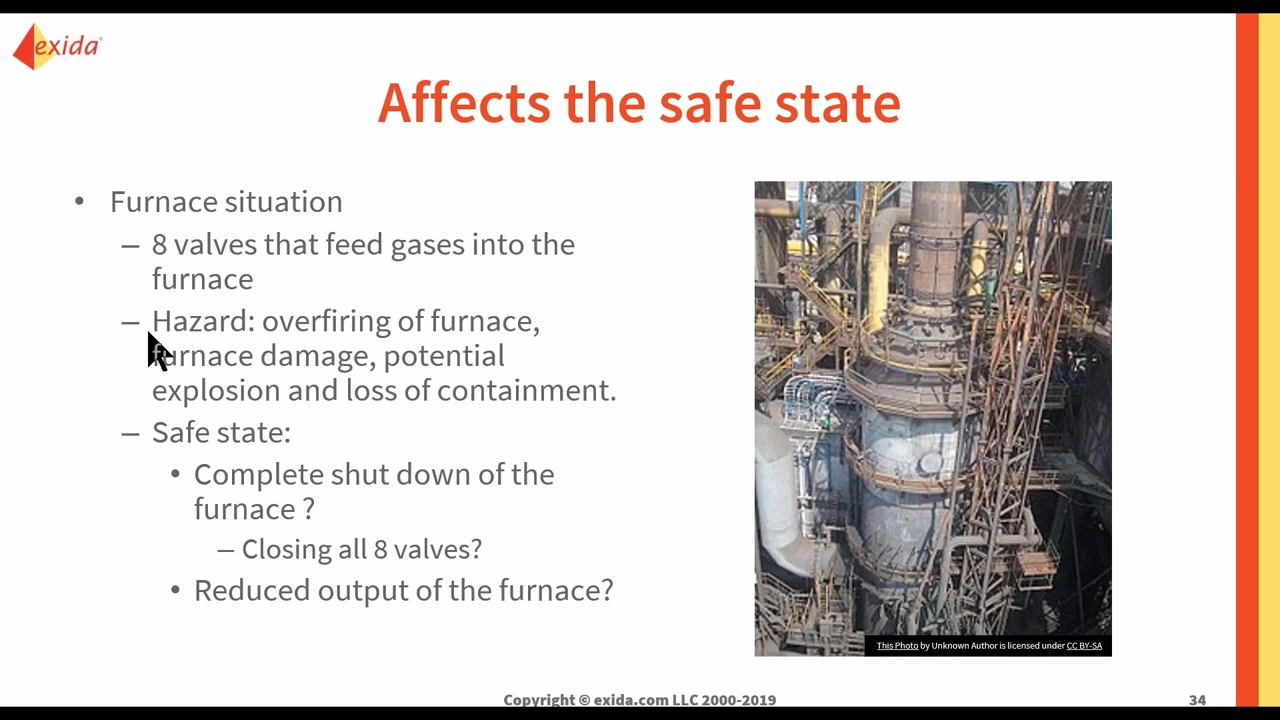 exida
Affects the safe state
• Furnace situation
– 8 valves that feed gases into the
furnace
– Hazard: overfiring of furnace,
furnace damage, potential
explosion and loss of containment.
– Safe state:
• Complete shut down of the
furnace ?
– Closing all 8 valves?
• Reduced output of the furnace?
This Photo by Unknown Author is licensed under CC BY-SA
Copyright © exida.com LLC 2000-2019
34